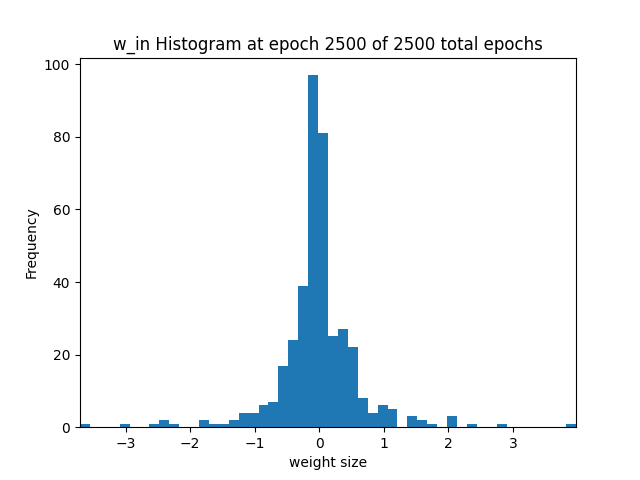 w_in Histogram at epoch 2500 of 2500 total epochs
100
80
60
40
20
0
Frequency
−3 −2 −1 0 1 2 3
weight size